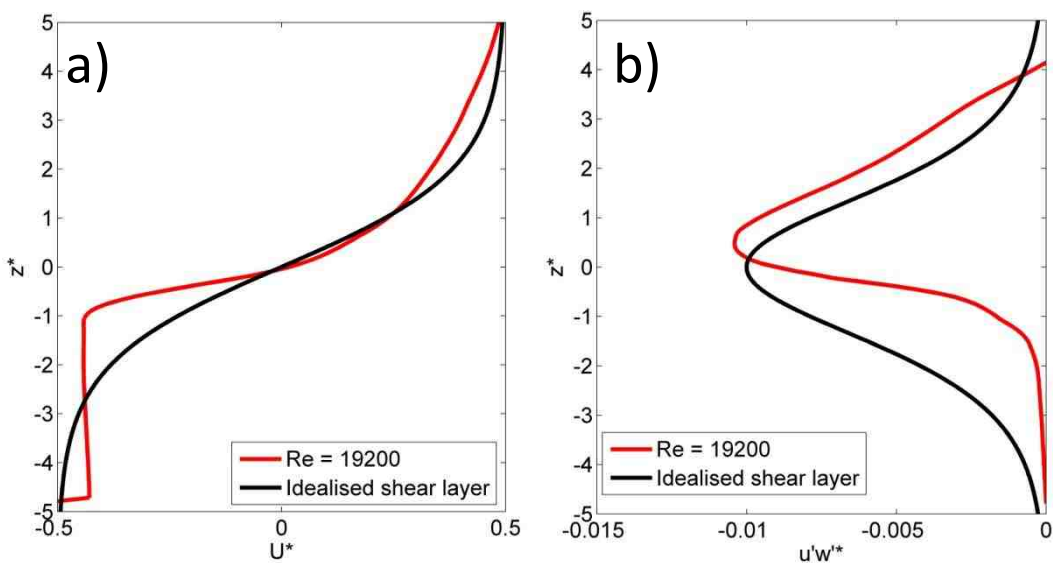 a)
5
4
3
2
1
0
-1
-2
-3
-4
-5
z*
-0.5
0
0.5
U*
Re = 19200
Idealised shear layer
b)
5
4
3
2
1
0
-1
-2
-3
-4
-5
z*
-0.015
-0.01
-0.005
0
u'w'*
Re = 19200
Idealised shear layer